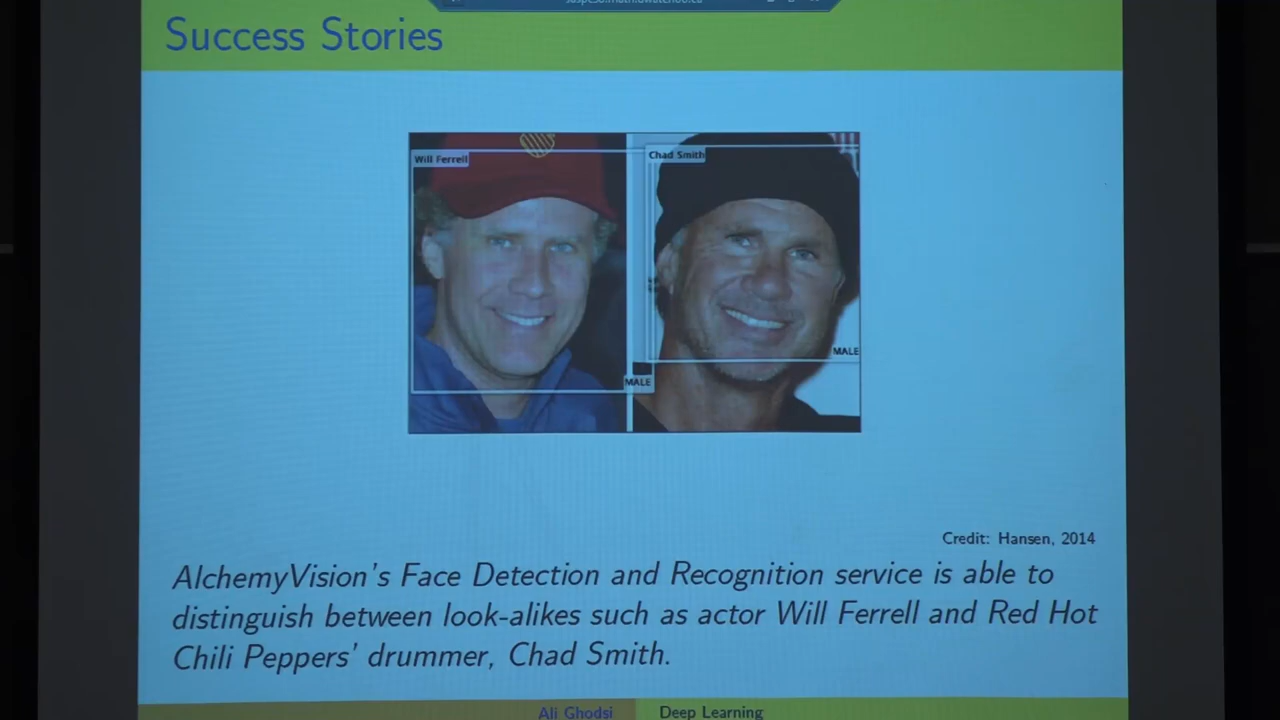 Success Stories
Will Ferrell
Chad Smith
MALE
MALE
Credit: Hansen, 2014
AlchemyVision's Face Detection and Recognition service is able to
distinguish between look-alikes such as actor Will Ferrell and Red Hot
Chili Peppers' drummer, Chad Smith.
Ali Ghodsi
Deep Learning